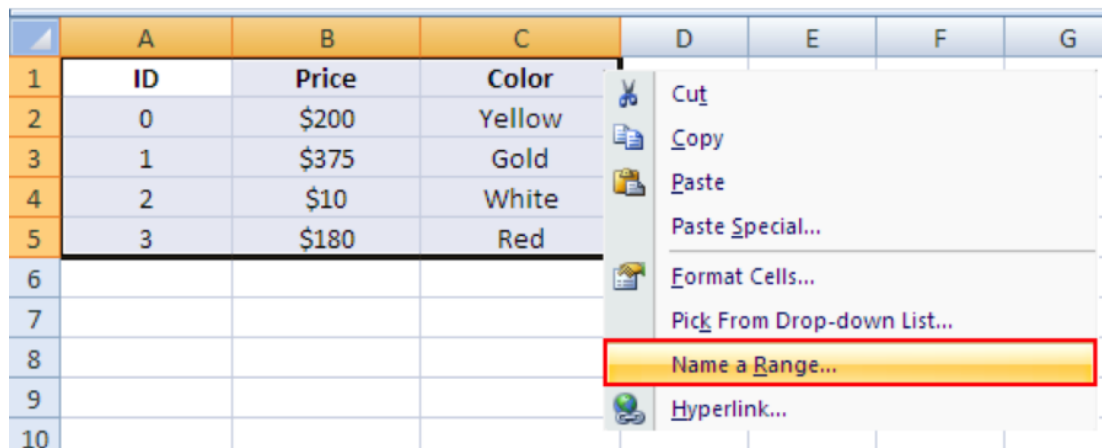 A B C D E F G
1 ID Price Color
2 0 $200 Yellow
3 1 $375 Gold
4 2 $10 White
5 3 $180 Red
6
7
8
9
10
Cut
Copy
Paste
Paste Special...
Format Cells...
Pick From Drop-down List...
Name a Range...
Hyperlink...